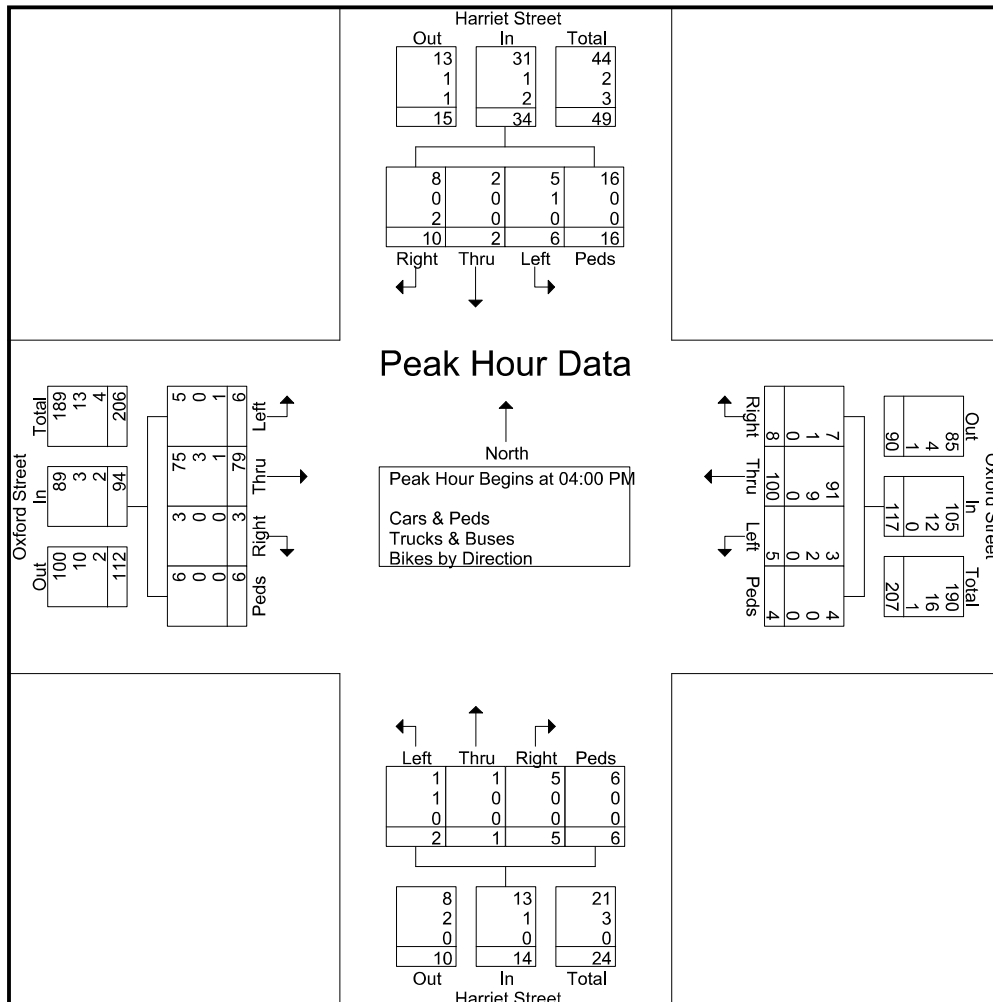 Harriet Street
Out In Total
13 31 44
1 1 2
1 2 3
15 34 49
8 2 5 16
0 0 1 0
2 0 0 0
10 2 6 16
Right Thru Left Peds
Peak Hour Data
North
Peak Hour Begins at 04:00 PM
Cars & Peds
Trucks & Buses
Bikes by Direction
Oxford Street
Out In Total
100 89 189
10 3 13
2 2 4
112 94 206
Peds Right Thru Left
6 3 75 5
0 0 3 0
0 0 1 1
6 3 79 6
Oxford Street
Out In Total
85 105 190
4 12 16
1 0 1
90 117 207
7 91 3 4
1 9 2 0
0 0 0 0
8 100 5 4
Right Thru Left Peds
Left Thru Right Peds
1 1 5 6
1 0 0 0
0 0 0 0
2 1 5 6
8 13 21
2 1 3
0 0 0
10 14 24
Out In Total
Harriet Street